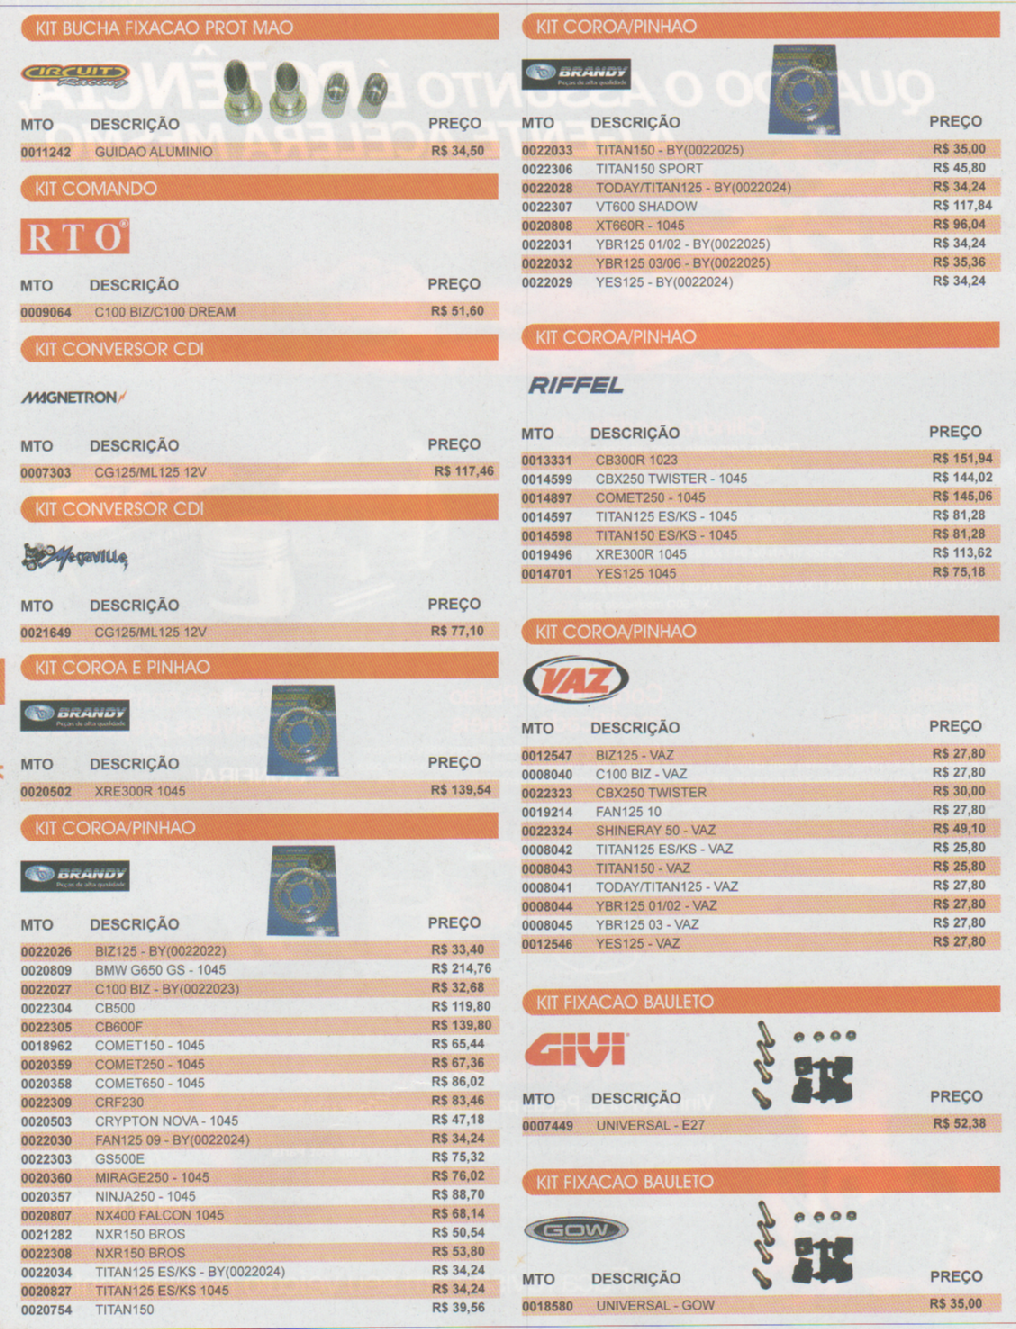 KIT BUCHA FIXACAO PROT MAO
CIRCUIT
Racing
MTO DESCRIÇÃO PREÇO
0011242 GUIDAO ALUMINIO R$ 34,50
KIT COMANDO
RTO®
MTO DESCRIÇÃO PREÇO
0009064 C100 BIZ/C100 DREAM R$ 51,60
KIT CONVERSOR CDI
MAGNETRON
MTO DESCRIÇÃO PREÇO
0007303 CG125/ML125 12V R$ 117,46
KIT CONVERSOR CDI
MTO DESCRIÇÃO PREÇO
0021649 CG125/ML125 12V R$ 77,10
KIT COROA E PINHAO
BRANDY
Peças de alta qualidade
MTO DESCRIÇÃO PREÇO
0020502 XRE300R 1045 R$ 139,54
KIT COROA/PINHAO
BRANDY
Peças de alta qualidade
MTO DESCRIÇÃO PREÇO
0022026 BIZ125 - BY(0022022) R$ 33,40
0020809 BMW G650 GS - 1045 R$ 214,76
0022027 C100 BIZ - BY(0022023) R$ 32,68
0022304 CB500 R$ 119,80
0022305 CB600F R$ 139,80
0018962 COMET150 - 1045 R$ 65,44
0020359 COMET250 - 1045 R$ 67,36
0020358 COMET650 - 1045 R$ 86,02
0022309 CRF230 R$ 83,46
0020503 CRYPTON NOVA - 1045 R$ 47,18
0022030 FAN125 09 - BY(0022024) R$ 34,24
0022303 GS500E R$ 75,32
0020360 MIRAGE250 - 1045 R$ 76,02
0020357 NINJA250 - 1045 R$ 88,70
0020807 NX400 FALCON 1045 R$ 68,14
0021282 NXR150 BROS R$ 50,54
0022308 NXR150 BROS R$ 53,80
0022034 TITAN125 ES/KS - BY(0022024) R$ 34,24
0020827 TITAN125 ES/KS 1045 R$ 34,24
0020754 TITAN150 R$ 39,56
KIT COROA/PINHAO
BRANDY
Peças de alta qualidade
MTO DESCRIÇÃO PREÇO
0022033 TITAN150 - BY(0022025) R$ 35.00
0022306 TITAN150 SPORT R$ 45,80
0022028 TODAY/TITAN125 - BY(0022024) R$ 34,24
0022307 VT600 SHADOW R$ 117,84
0020808 XT660R - 1045 R$ 96,04
0022031 YBR125 01/02 - BY(0022025) R$ 34,24
0022032 YBR125 03/06 - BY(0022025) R$ 35,36
0022029 YES125 - BY(0022024) R$ 34,24
KIT COROA/PINHAO
RIFFEL
MTO DESCRIÇÃO PREÇO
0013331 CB300R 1023 R$ 151,94
0014599 CBX250 TWISTER - 1045 R$ 144,02
0014897 COMET250 - 1045 R$ 145,06
0014597 TITAN125 ES/KS - 1045 R$ 81,28
0014598 TITAN150 ES/KS - 1045 R$ 81,28
0019496 XRE300R 1045 R$ 113,62
0014701 YES125 1045 R$ 75,18
KIT COROA/PINHAO
VAZ
MTO DESCRIÇÃO PREÇO
0012547 BIZ125 - VAZ R$ 27,80
0008040 C100 BIZ - VAZ R$ 27,80
0022323 CBX250 TWISTER R$ 30,00
0019214 FAN125 10 R$ 27,80
0022324 SHINERAY 50 - VAZ R$ 49,10
0008042 TITAN125 ES/KS - VAZ R$ 25,80
0008043 TITAN150 - VAZ R$ 25,80
0008041 TODAY/TITAN125 - VAZ R$ 27,80
0008044 YBR125 01/02 - VAZ R$ 27,80
0008045 YBR125 03 - VAZ R$ 27,80
0012546 YES125 - VAZ R$ 27,80
KIT FIXACAO BAULETO
GIVI
MTO DESCRIÇÃO PREÇO
0007449 UNIVERSAL - E27 R$ 52,38
KIT FIXACAO BAULETO
GOW
MTO DESCRIÇÃO PREÇO
0018580 UNIVERSAL - GOW R$ 35,00